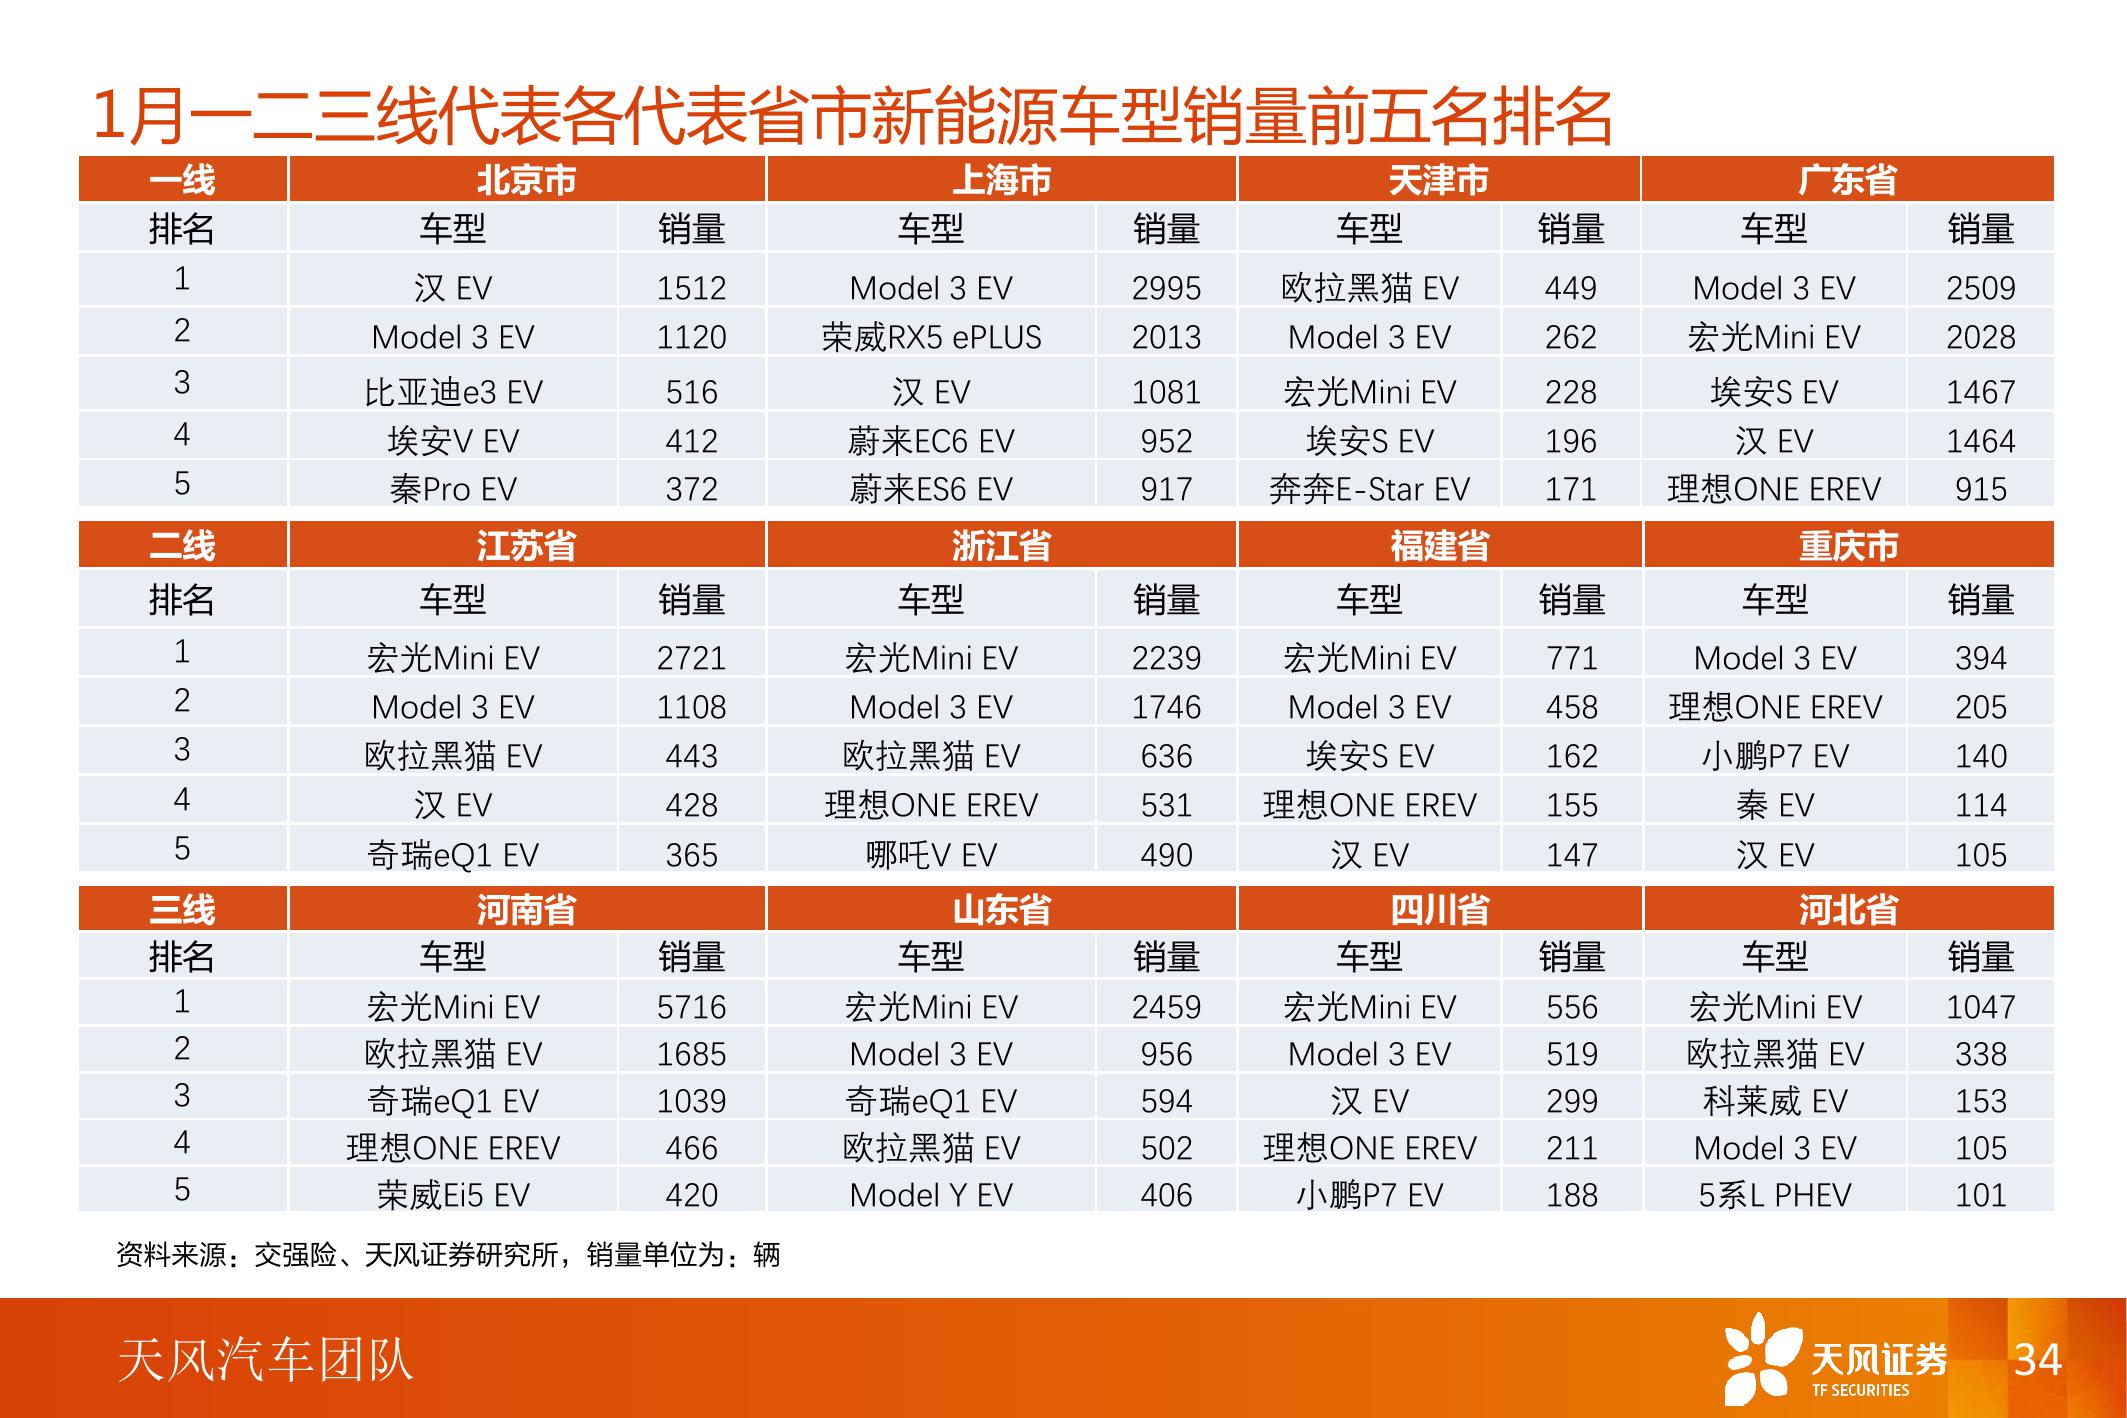 1月一二三线代表各代表省市新能源车型销量前五名排名
一线 北京市 上海市 天津市 广东省
排名 车型 销量 车型 销量 车型 销量 车型 销量
1 汉 EV 1512 Model 3 EV 2995 欧拉黑猫 EV 449 Model 3 EV 2509
2 Model 3 EV 1120 荣威RX5 ePLUS 2013 Model 3 EV 262 宏光Mini EV 2028
3 比亚迪e3 EV 516 汉 EV 1081 宏光Mini EV 228 埃安S EV 1467
4 埃安V EV 412 蔚来EC6 EV 952 埃安S EV 196 汉 EV 1464
5 秦Pro EV 372 蔚来ES6 EV 917 奔奔E-Star EV 171 理想ONE EREV 915
二线 江苏省 浙江省 福建省 重庆市
排名 车型 销量 车型 销量 车型 销量 车型 销量
1 宏光Mini EV 2721 宏光Mini EV 2239 宏光Mini EV 771 Model 3 EV 394
2 Model 3 EV 1108 Model 3 EV 1746 Model 3 EV 458 理想ONE EREV 205
3 欧拉黑猫 EV 443 欧拉黑猫 EV 636 埃安S EV 162 小鹏P7 EV 140
4 汉 EV 428 理想ONE EREV 531 理想ONE EREV 155 秦 EV 114
5 奇瑞eQ1 EV 365 哪吒V EV 490 汉 EV 147 汉 EV 105
三线 河南省 山东省 四川省 河北省
排名 车型 销量 车型 销量 车型 销量 车型 销量
1 宏光Mini EV 5716 宏光Mini EV 2459 宏光Mini EV 556 宏光Mini EV 1047
2 欧拉黑猫 EV 1685 Model 3 EV 956 Model 3 EV 519 欧拉黑猫 EV 338
3 奇瑞eQ1 EV 1039 奇瑞eQ1 EV 594 汉 EV 299 科莱威 EV 153
4 理想ONE EREV 466 欧拉黑猫 EV 502 理想ONE EREV 211 Model 3 EV 105
5 荣威Ei5 EV 420 Model Y EV 406 小鹏P7 EV 188 5系L PHEV 101
资料来源：交强险、天风证券研究所，销量单位为：辆
天风汽车团队
天风证券
TF SECURITIES
34